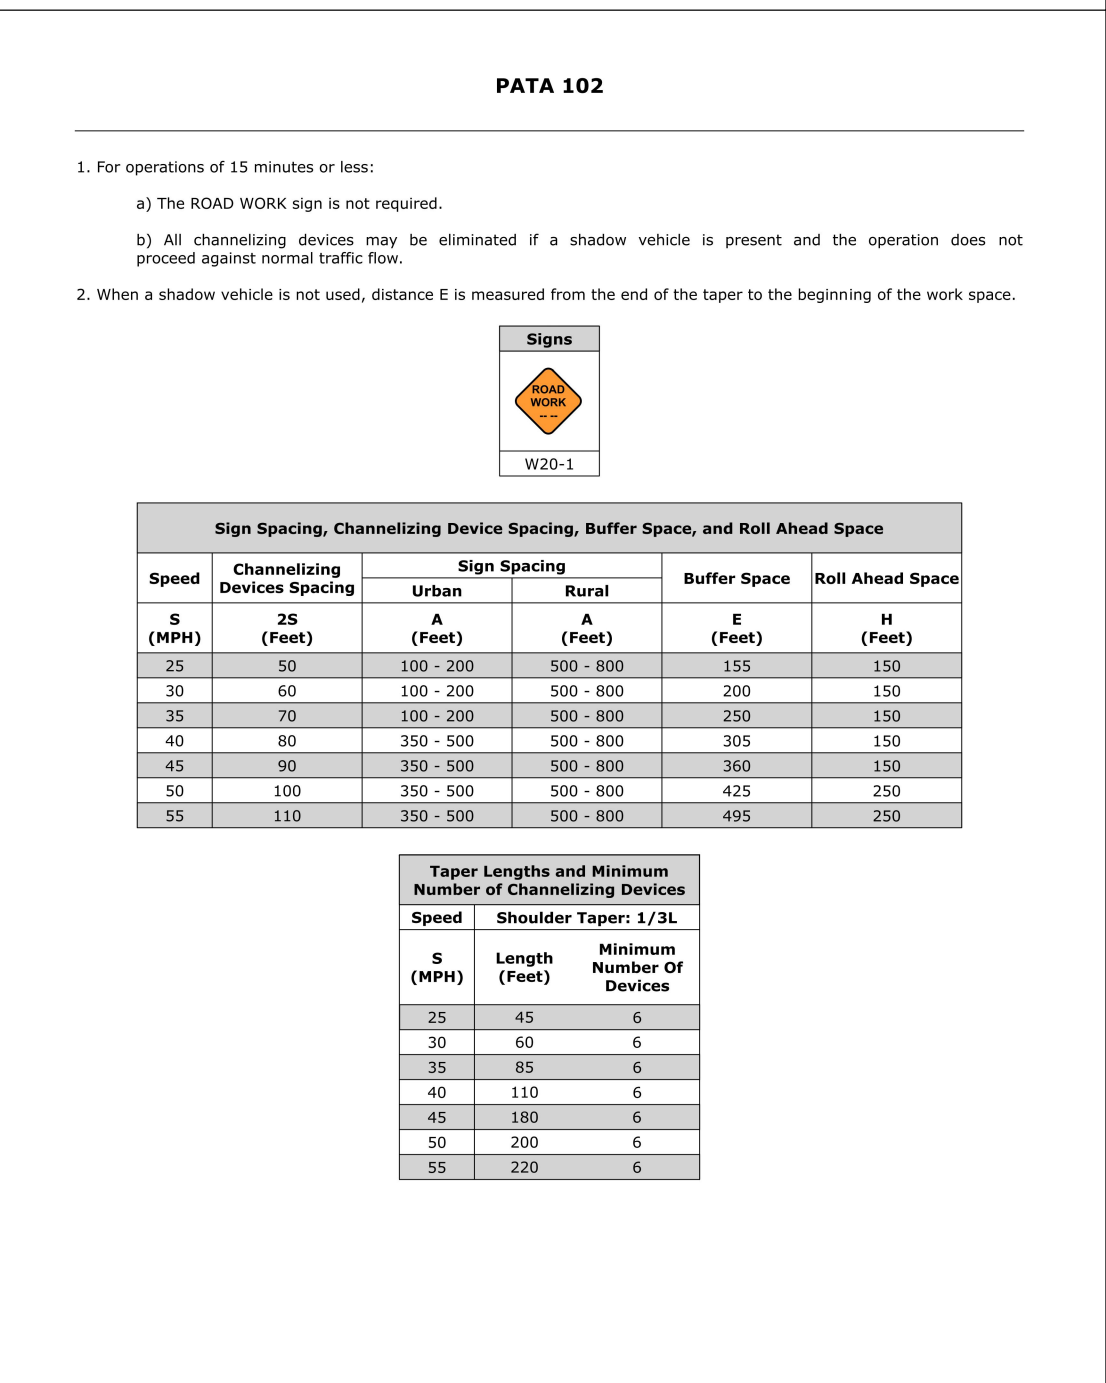 PATA 102
1. For operations of 15 minutes or less:
a) The ROAD WORK sign is not required.
b) All channelizing devices may be eliminated if a shadow vehicle is present and the operation does not
proceed against normal traffic flow.
2. When a shadow vehicle is not used, distance E is measured from the end of the taper to the beginning of the work space.
Signs
ROAD
WORK
-- --
W20-1
Sign Spacing, Channelizing Device Spacing, Buffer Space, and Roll Ahead Space
Speed Channelizing Devices Spacing Sign Spacing Buffer Space Roll Ahead Space
Urban Rural
S 2S A A E H
(MPH) (Feet) (Feet) (Feet) (Feet) (Feet)
25 50 100 - 200 500 - 800 155 150
30 60 100 - 200 500 - 800 200 150
35 70 100 - 200 500 - 800 250 150
40 80 350 - 500 500 - 800 305 150
45 90 350 - 500 500 - 800 360 150
50 100 350 - 500 500 - 800 425 250
55 110 350 - 500 500 - 800 495 250
Taper Lengths and Minimum
Number of Channelizing Devices
Speed Shoulder Taper: 1/3L
S (MPH) Length (Feet) Minimum Number Of Devices
25 45 6
30 60 6
35 85 6
40 110 6
45 180 6
50 200 6
55 220 6